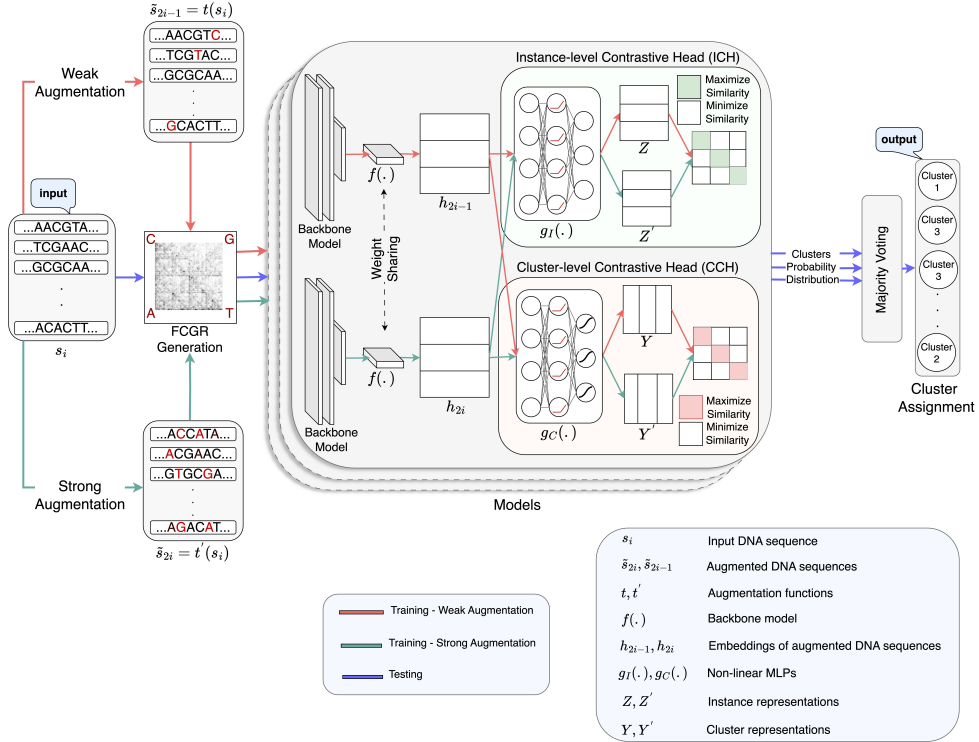 s̃₂ᵢ₋₁ = t(sᵢ)
...AACGTC...
...TCGTAC...
...GCGCAA...
.
.
.
...GCACTT...
Weak
Augmentation
input
...AACGTA...
...TCGAAC...
...GCGCAA...
.
.
.
...ACACTT...
sᵢ
C G
A T
FCGR
Generation
Strong
Augmentation
...ACCATA...
...ACGAAC...
...GTGCGA...
.
.
.
...AGACAT...
s̃₂ᵢ = t′(sᵢ)
Backbone
Model
f(.)
h₂ᵢ₋₁
Weight
Sharing
Backbone
Model
f(.)
h₂ᵢ
Instance-level Contrastive Head (ICH)
g_I(.)
Z
Z′
Maximize
Similarity
Minimize
Similarity
Cluster-level Contrastive Head (CCH)
g_C(.)
Y
Y′
Maximize
Similarity
Minimize
Similarity
Models
Clusters
Probability
Distribution
Majority Voting
output
Cluster
1
Cluster
3
Cluster
3
.
.
.
Cluster
2
Cluster
Assignment
Training - Weak Augmentation
Training - Strong Augmentation
Testing
sᵢ Input DNA sequence
s̃₂ᵢ, s̃₂ᵢ₋₁ Augmented DNA sequences
t, t′ Augmentation functions
f(.) Backbone model
h₂ᵢ₋₁, h₂ᵢ Embeddings of augmented DNA sequences
g_I(.), g_C(.) Non-linear MLPs
Z, Z′ Instance representations
Y, Y′ Cluster representations